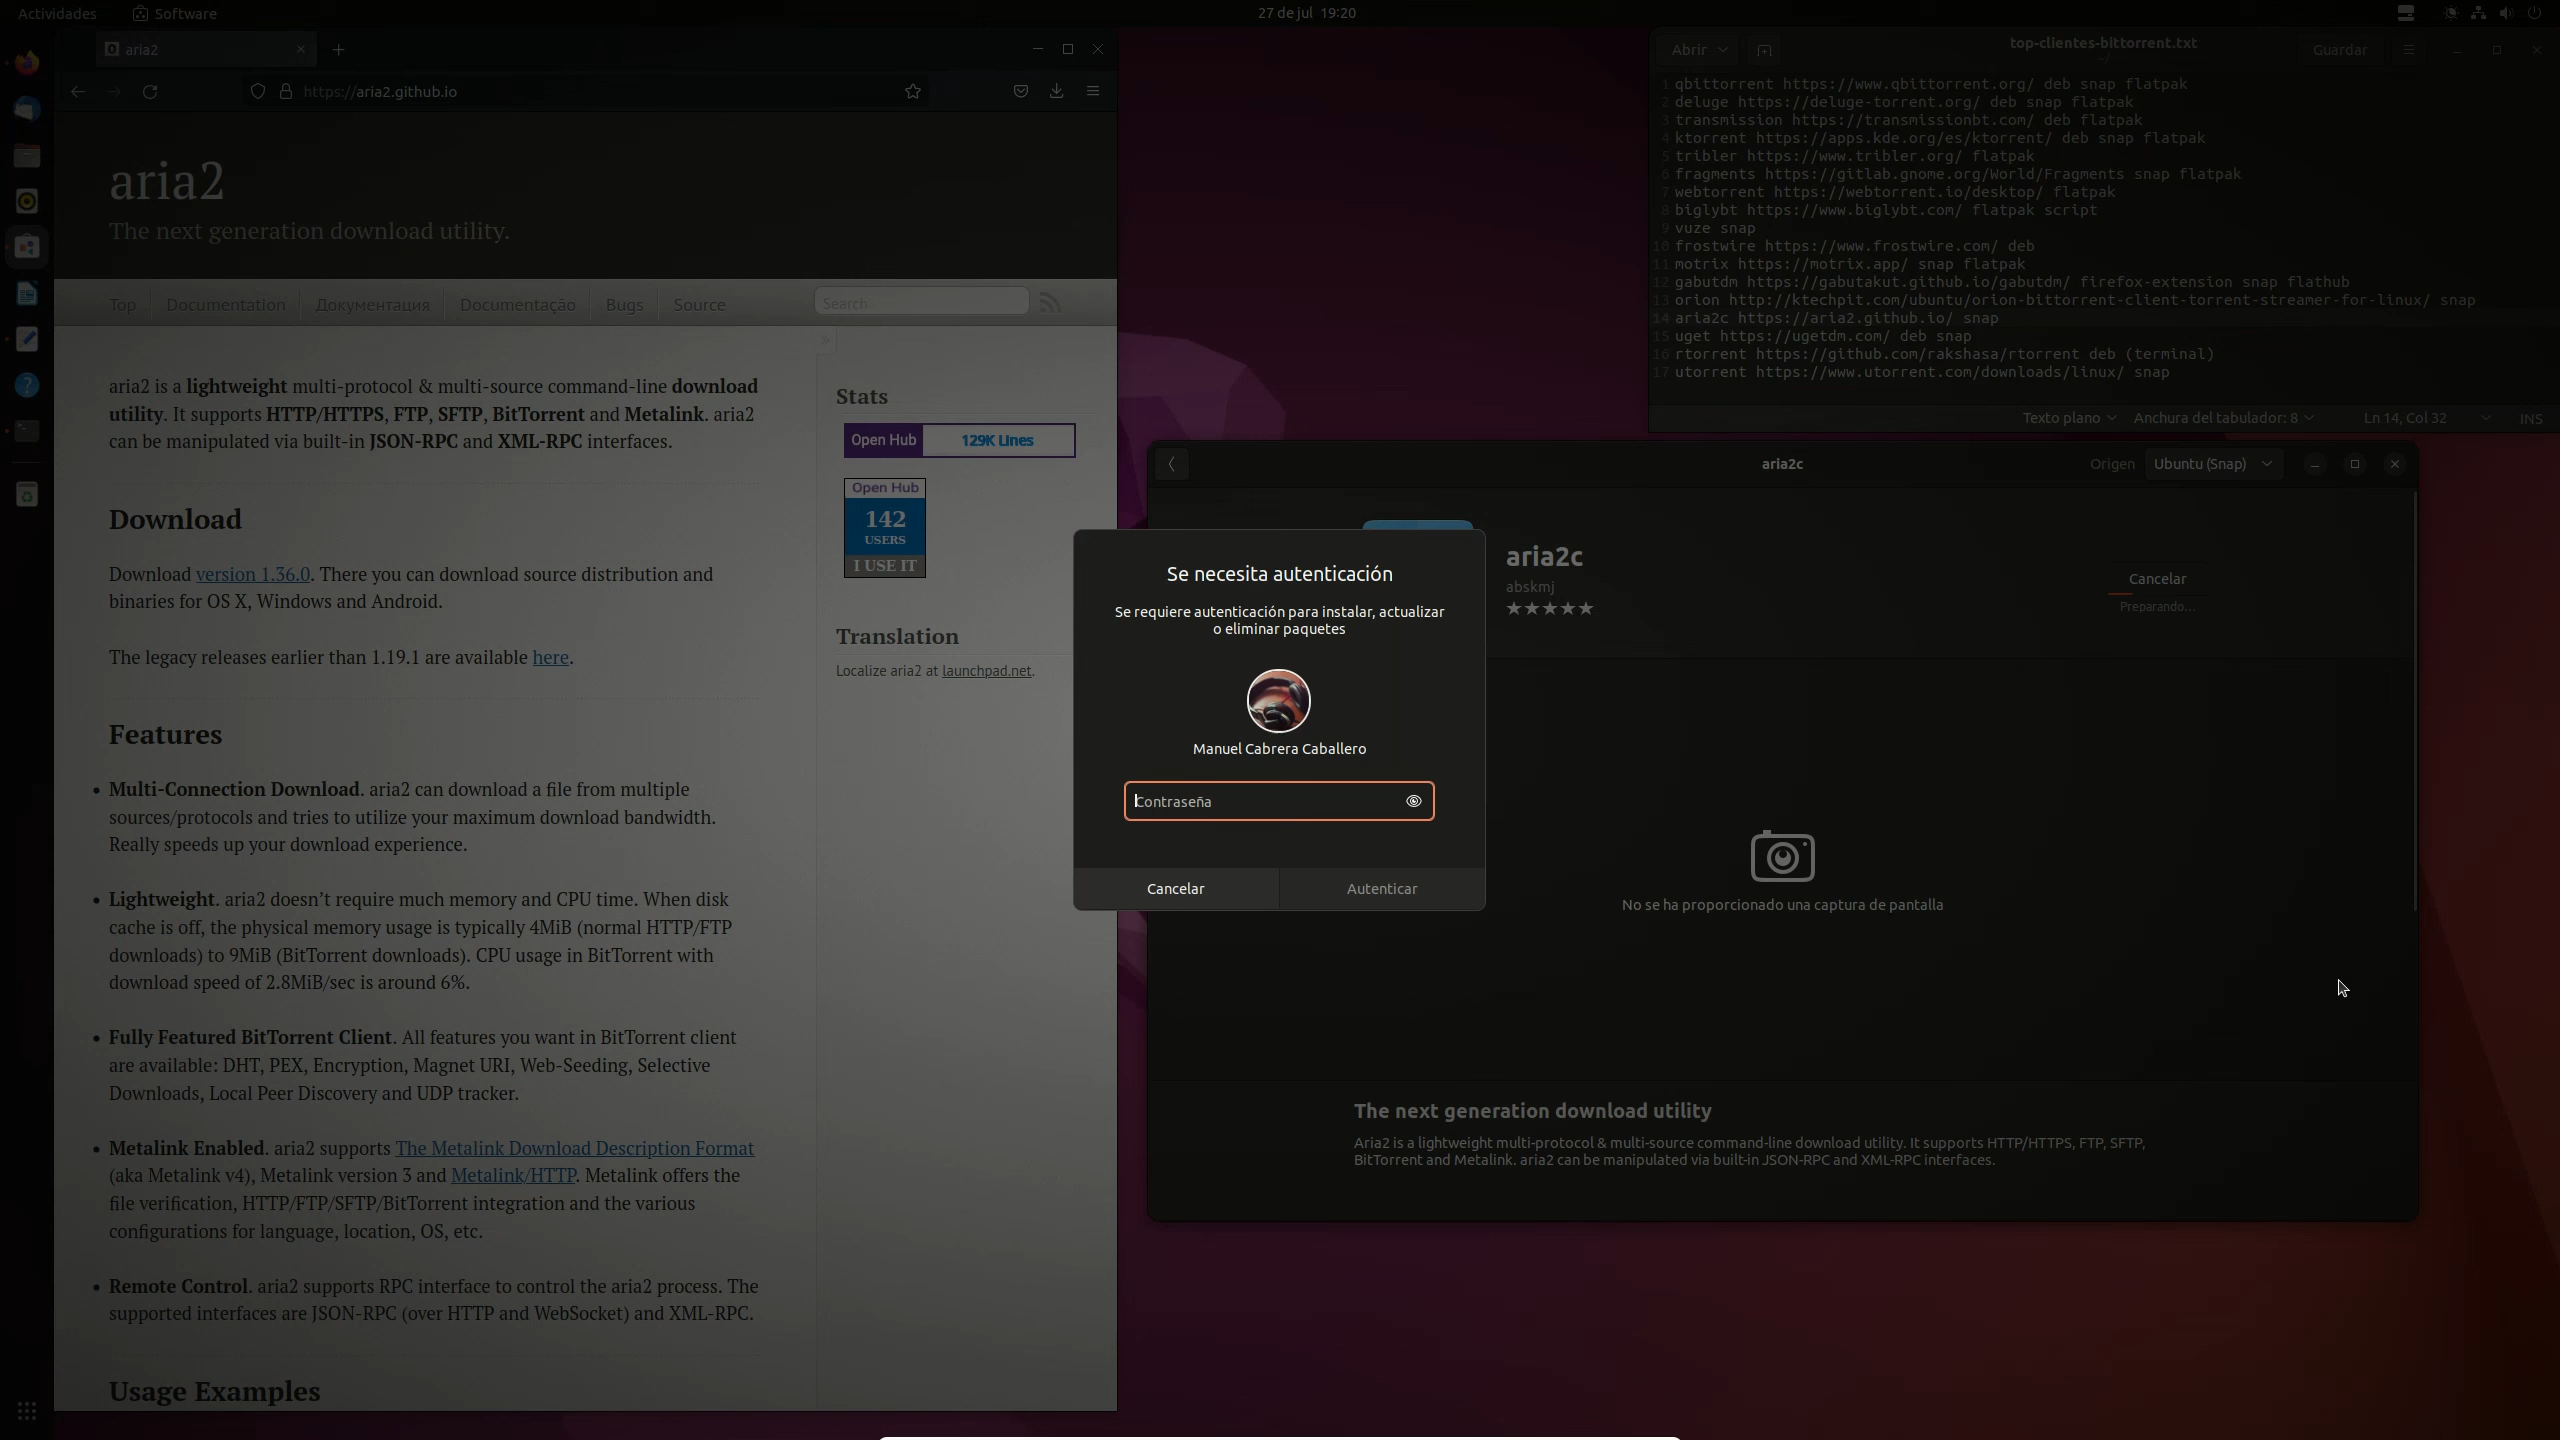 Actividades
Software
27 de jul 19:20
aria2
https://aria2.github.io
aria2
The next generation download utility.
Top
Documentation
Документация
Documentação
Bugs
Source
Search
aria2 is a lightweight multi-protocol & multi-source command-line download
utility. It supports HTTP/HTTPS, FTP, SFTP, BitTorrent and Metalink. aria2
can be manipulated via built-in JSON-RPC and XML-RPC interfaces.
Download
Download version 1.36.0. There you can download source distribution and
binaries for OS X, Windows and Android.
The legacy releases earlier than 1.19.1 are available here.
Features
• Multi-Connection Download. aria2 can download a file from multiple
sources/protocols and tries to utilize your maximum download bandwidth.
Really speeds up your download experience.
• Lightweight. aria2 doesn’t require much memory and CPU time. When disk
cache is off, the physical memory usage is typically 4MiB (normal HTTP/FTP
downloads) to 9MiB (BitTorrent downloads). CPU usage in BitTorrent with
download speed of 2.8MiB/sec is around 6%.
• Fully Featured BitTorrent Client. All features you want in BitTorrent client
are available: DHT, PEX, Encryption, Magnet URI, Web-Seeding, Selective
Downloads, Local Peer Discovery and UDP tracker.
• Metalink Enabled. aria2 supports The Metalink Download Description Format
(aka Metalink v4), Metalink version 3 and Metalink/HTTP. Metalink offers the
file verification, HTTP/FTP/SFTP/BitTorrent integration and the various
configurations for language, location, OS, etc.
• Remote Control. aria2 supports RPC interface to control the aria2 process. The
supported interfaces are JSON-RPC (over HTTP and WebSocket) and XML-RPC.
Usage Examples
Stats
Open Hub 129K Lines
Open Hub
142
USERS
I USE IT
Translation
Localize aria2 at launchpad.net.
Abrir
top-clientes-bittorrent.txt
~/
Guardar
1 qbittorrent https://www.qbittorrent.org/ deb snap flatpak
2 deluge https://deluge-torrent.org/ deb snap flatpak
3 transmission https://transmissionbt.com/ deb flatpak
4 ktorrent https://apps.kde.org/es/ktorrent/ deb snap flatpak
5 tribler https://www.tribler.org/ flatpak
6 fragments https://gitlab.gnome.org/World/Fragments snap flatpak
7 webtorrent https://webtorrent.io/desktop/ flatpak
8 biglybt https://www.biglybt.com/ flatpak script
9 vuze snap
10 frostwire https://www.frostwire.com/ deb
11 motrix https://motrix.app/ snap flatpak
12 gabutdm https://gabutakut.github.io/gabutdm/ firefox-extension snap flathub
13 orion http://ktechpit.com/ubuntu/orion-bittorrent-client-torrent-streamer-for-linux/ snap
14 aria2c https://aria2.github.io/ snap
15 uget https://ugetdm.com/ deb snap
16 rtorrent https://github.com/rakshasa/rtorrent deb (terminal)
17 utorrent https://www.utorrent.com/downloads/linux/ snap
Texto plano
Anchura del tabulador: 8
Ln 14, Col 32
INS
aria2c
Origen
Ubuntu (Snap)
aria2c
abskmj
★★★★★
Cancelar
Preparando…
No se ha proporcionado una captura de pantalla
The next generation download utility
Aria2 is a lightweight multi-protocol & multi-source command-line download utility. It supports HTTP/HTTPS, FTP, SFTP,
BitTorrent and Metalink. aria2 can be manipulated via built-in JSON-RPC and XML-RPC interfaces.
Se necesita autenticación
Se requiere autenticación para instalar, actualizar
o eliminar paquetes
Manuel Cabrera Caballero
Contraseña
Cancelar
Autenticar